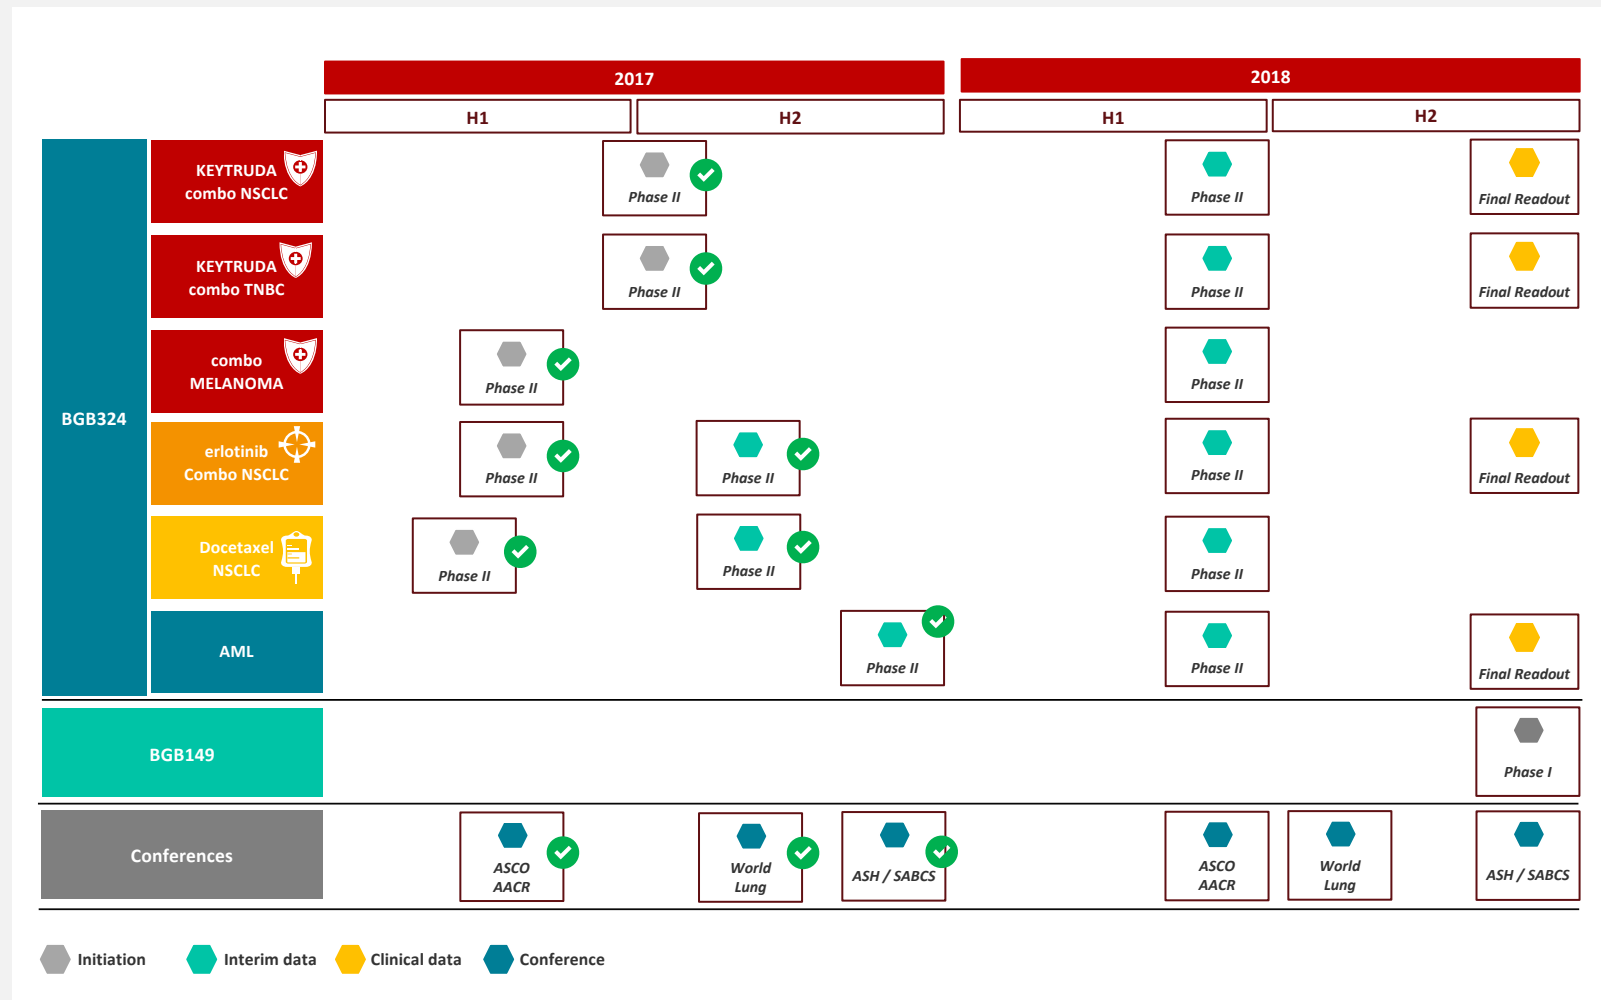 2017
2018
H1
H2
H1
H2
BGB324
KEYTRUDA
combo NSCLC
Phase II
Phase II
Final Readout
KEYTRUDA
combo TNBC
Phase II
Phase II
Final Readout
combo
MELANOMA
Phase II
Phase II
erlotinib
Combo NSCLC
Phase II
Phase II
Phase II
Final Readout
Docetaxel
NSCLC
Phase II
Phase II
Phase II
AML
Phase II
Phase II
Final Readout
BGB149
Phase I
Conferences
ASCO
AACR
World
Lung
ASH / SABCS
ASCO
AACR
World
Lung
ASH / SABCS
Initiation
Interim data
Clinical data
Conference